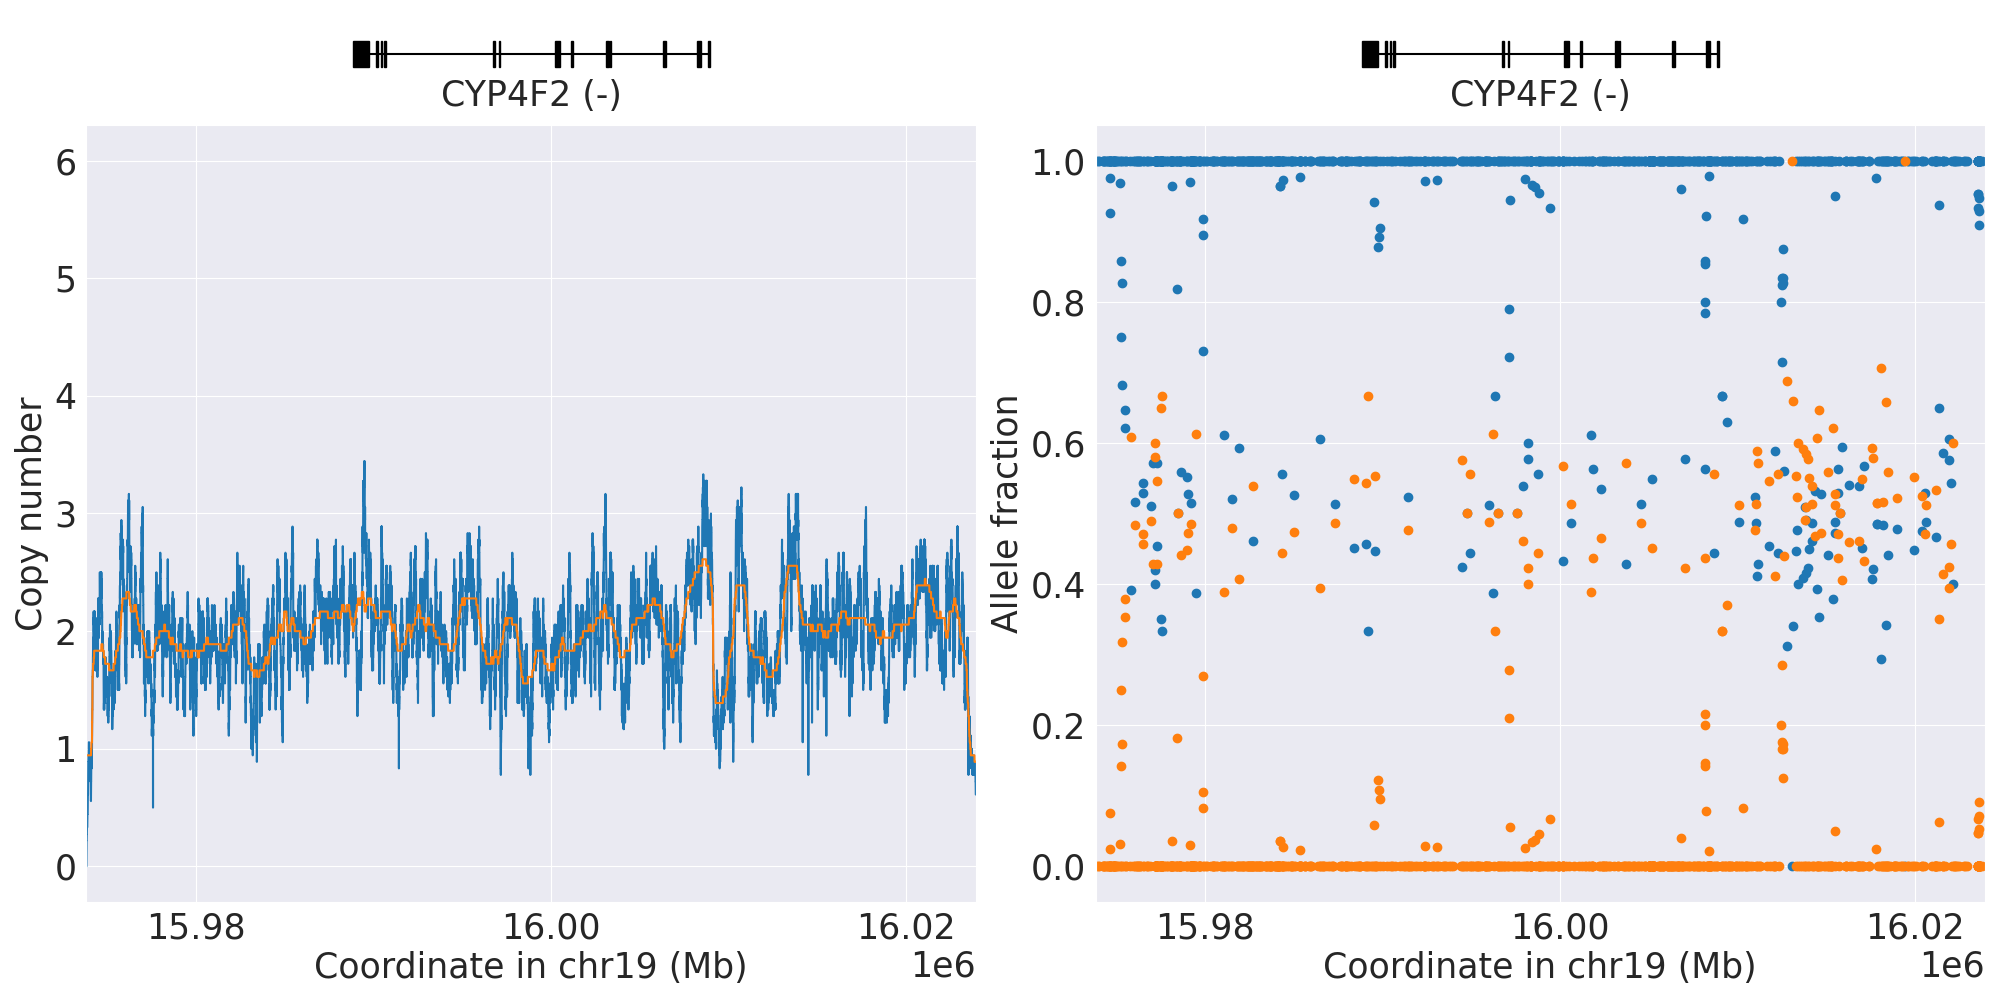 CYP4F2 (-)
6
5
4
3
2
1
0
Copy number
15.98
16.00
16.02
Coordinate in chr19 (Mb)
1e6
CYP4F2 (-)
1.0
0.8
0.6
0.4
0.2
0.0
Allele fraction
15.98
16.00
16.02
Coordinate in chr19 (Mb)
1e6